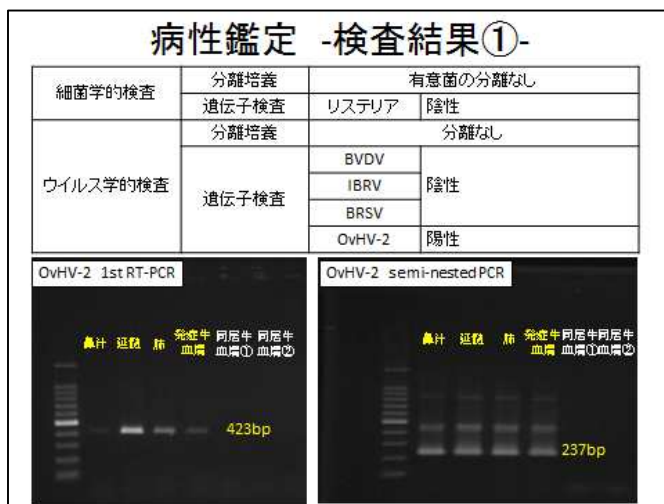 病性鑑定 -検査結果①-
細菌学的検査 分離培養 有意菌の分離なし
遺伝子検査 リステリア 陰性
ウイルス学的検査 分離培養 分離なし
遺伝子検査 BVDV 陰性
IBRV
BRSV
OvHV-2 陽性
OvHV-2 1st RT-PCR
鼻汁 延髄 肺 発症牛血漿 同居牛血漿① 同居牛血漿②
423bp
OvHV-2 semi-nested PCR
鼻汁 延髄 肺 発症牛血漿 同居牛血漿① 同居牛血漿②
237bp